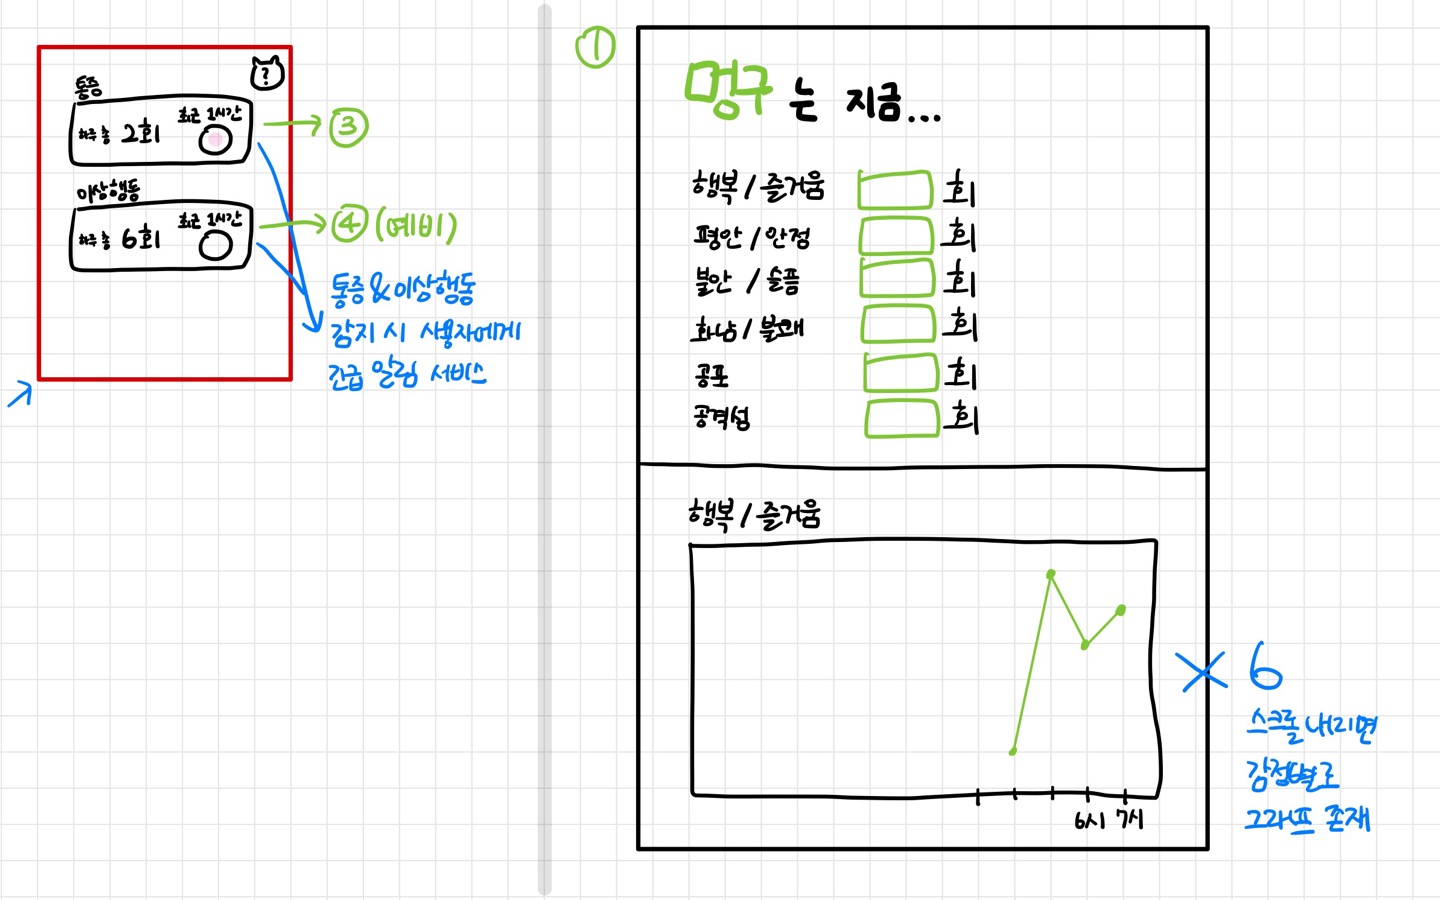 ?
통증
하루 총 2회
최근 1시간
→ ③
이상행동
하루 총 6회
최근 1시간
→ ④ (예비)
통증 & 이상행동
감지 시 사용자에게
긴급 알림 서비스
①
멍구는 지금...
행복 / 즐거움 회
평안 / 안정 회
불안 / 슬픔 회
화남 / 불쾌 회
공포 회
공격성 회
행복 / 즐거움
6시 7시
× 6
스크롤 내리면
감정별로
그래프 존재